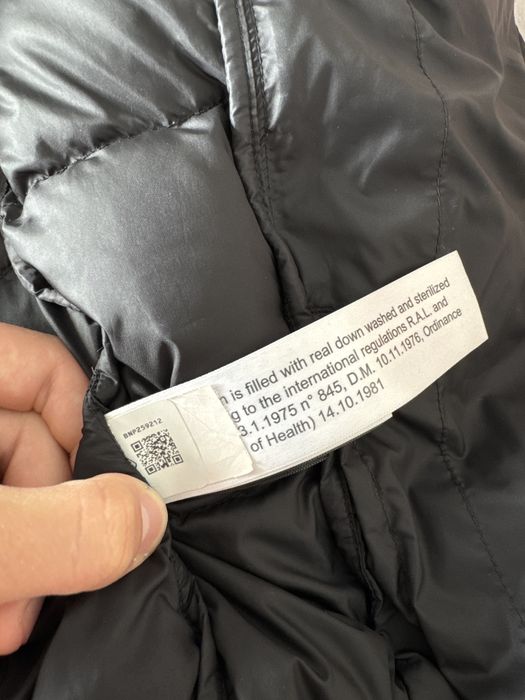 n is filled with real down washed and sterilized
g to the international regulations R.A.L. and
3.1.1975 n° 845, D.M. 10.11.1976, Ordinance
of Health) 14.10.1981
BNP259212